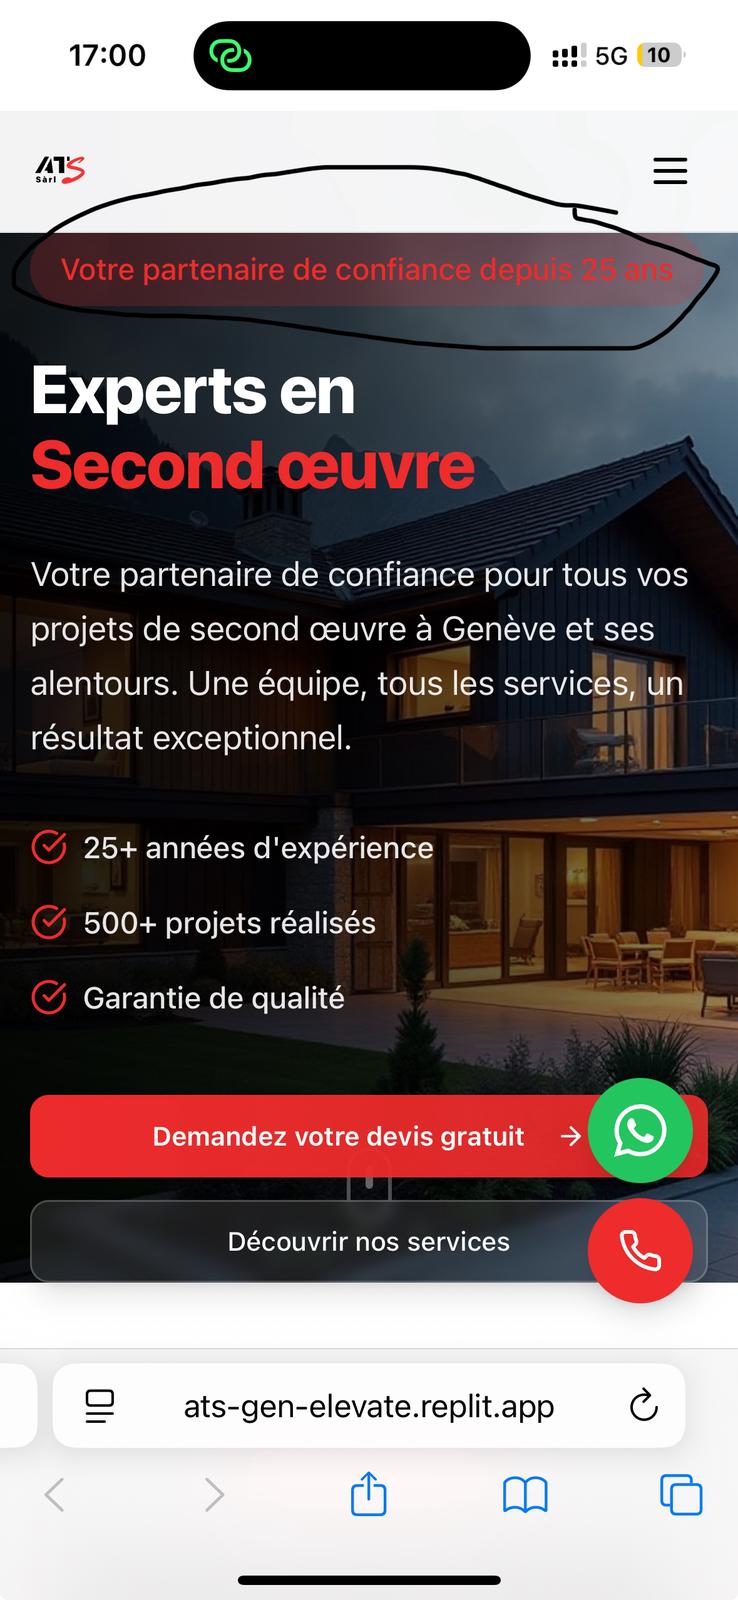 17:00
5G
10
ATS
Sàrl
Votre partenaire de confiance depuis 25 ans
Experts en
Second œuvre
Votre partenaire de confiance pour tous vos
projets de second œuvre à Genève et ses
alentours. Une équipe, tous les services, un
résultat exceptionnel.
25+ années d'expérience
500+ projets réalisés
Garantie de qualité
Demandez votre devis gratuit →
Découvrir nos services
ats-gen-elevate.replit.app